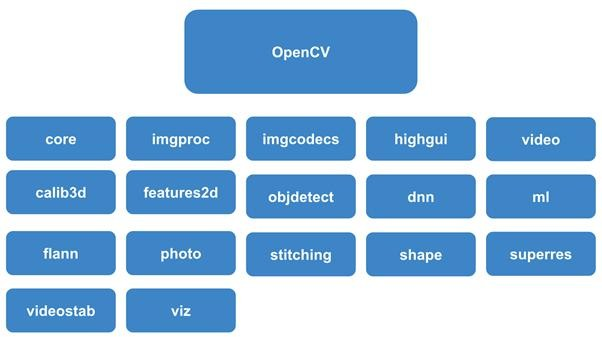 OpenCV
core
imgproc
imgcodecs
highgui
video
calib3d
features2d
objdetect
dnn
ml
flann
photo
stitching
shape
superres
videostab
viz